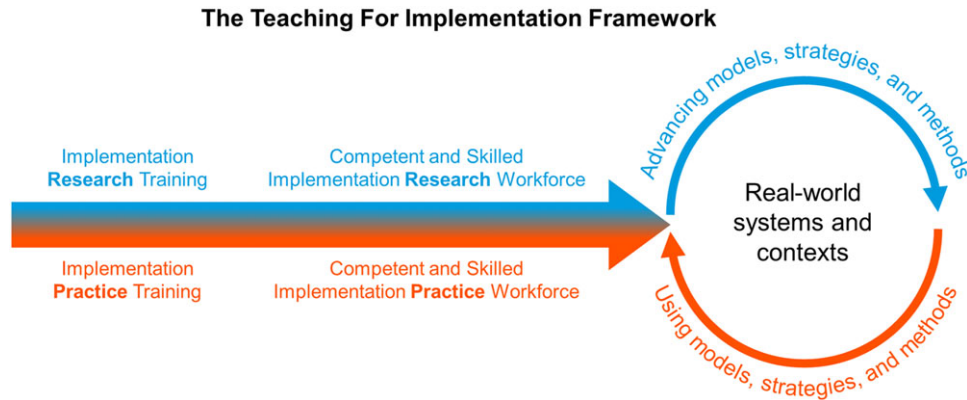 The Teaching For Implementation Framework
Implementation
Research Training
Competent and Skilled
Implementation Research Workforce
Implementation
Practice Training
Competent and Skilled
Implementation Practice Workforce
Advancing models, strategies, and methods
Real-world
systems and
contexts
Using models, strategies, and methods